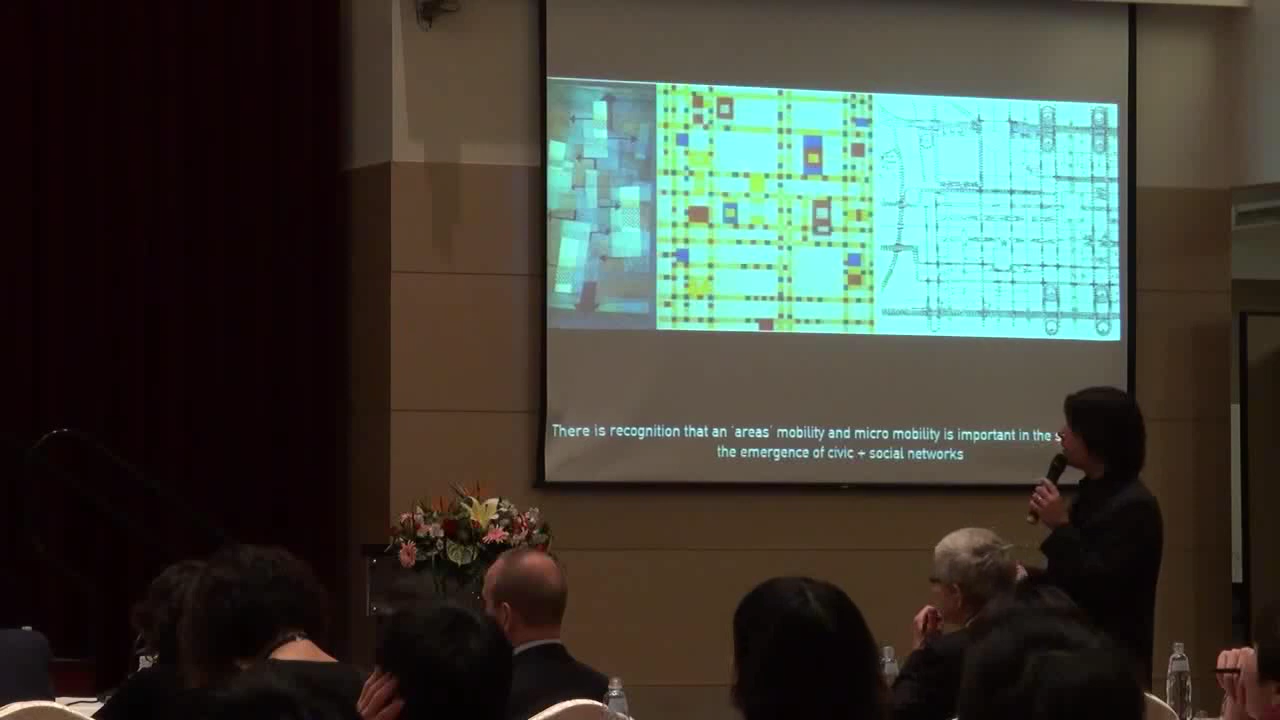 There is recognition that an 'areas' mobility and micro mobility is important in the
the emergence of civic + social networks